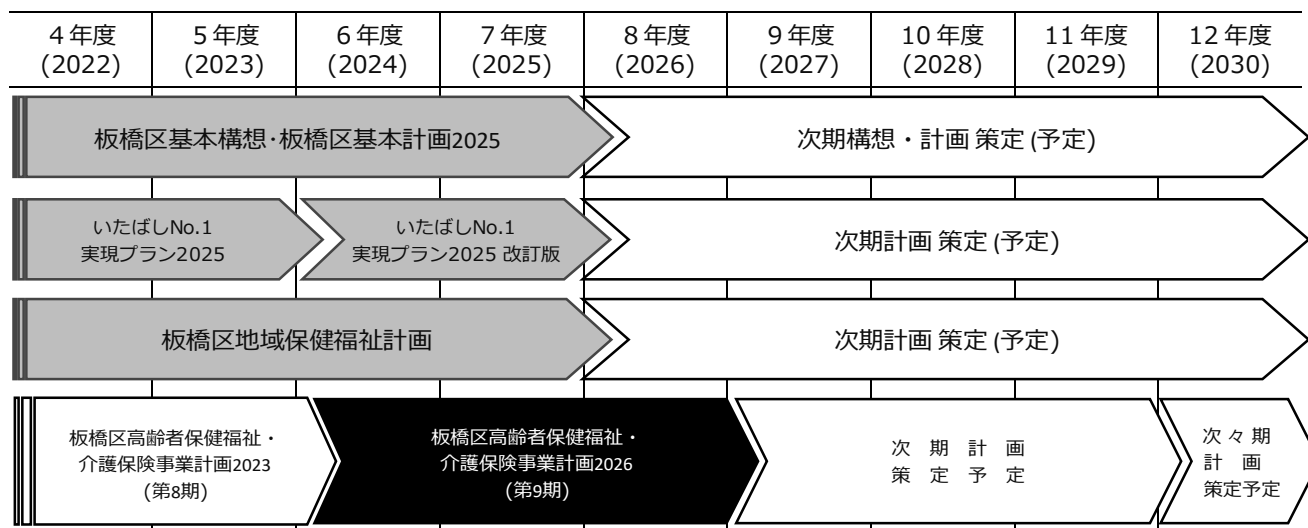 4年度 5年度 6年度 7年度 8年度 9年度 10年度 11年度 12年度
(2022) (2023) (2024) (2025) (2026) (2027) (2028) (2029) (2030)
板橋区基本構想・板橋区基本計画2025
次期構想・計画 策定 (予定)
いたばしNo.1
実現プラン2025
いたばしNo.1
実現プラン2025 改訂版
次期計画 策定 (予定)
板橋区地域保健福祉計画
次期計画 策定 (予定)
板橋区高齢者保健福祉・
介護保険事業計画2023
(第8期)
板橋区高齢者保健福祉・
介護保険事業計画2026
(第9期)
次 期 計 画
策 定 予 定
次々期
計 画
策定予定